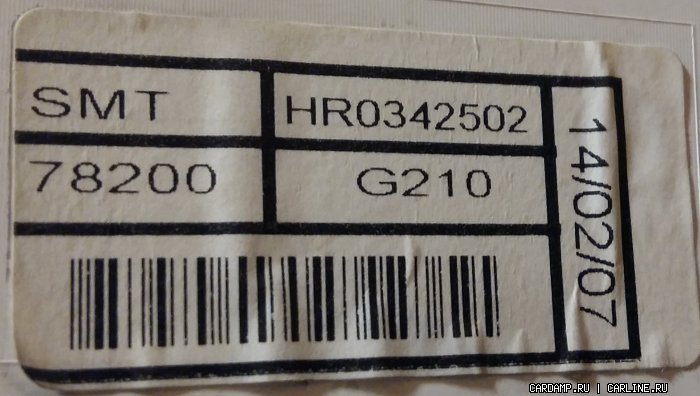 SMT
HR0342502
78200
G210
14/02/07
CARDAMP.RU | CARLINE.RU